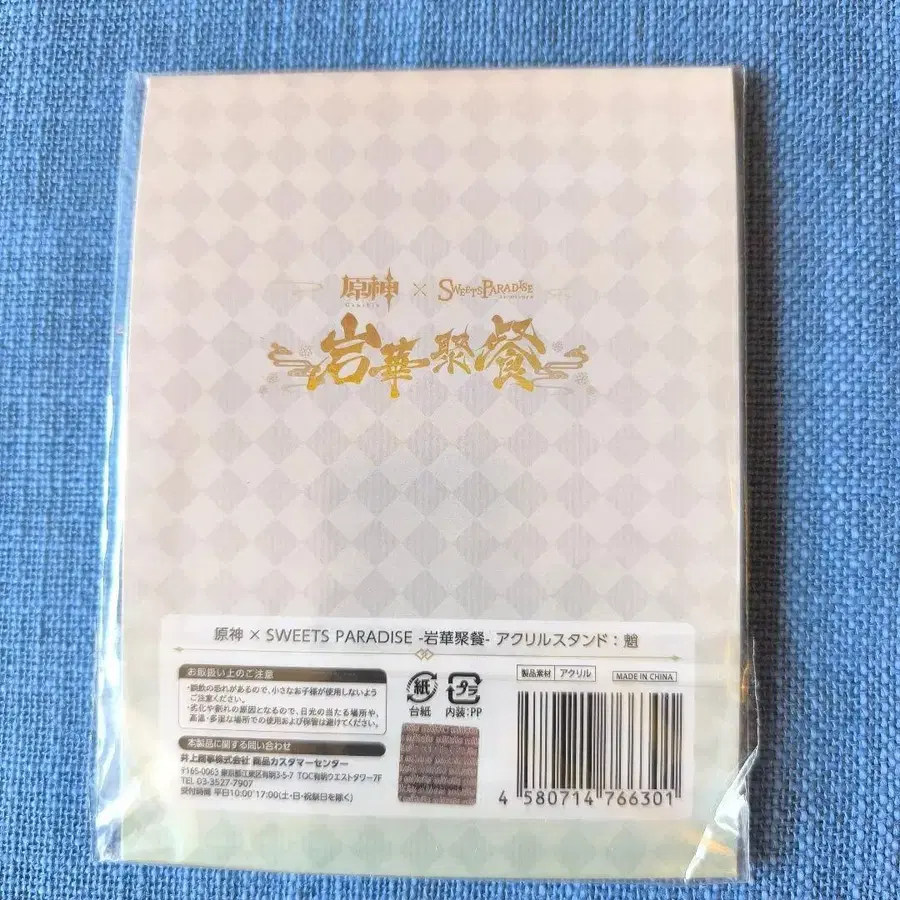 原神 × SWEETS PARADISE
Genshin
岩華聚餐
原神 × SWEETS PARADISE -岩華聚餐- アクリルスタンド：魈
お取扱い上のご注意
・誤飲の恐れがあるので、小さなお子様が使用しないよう
ご注意ください。
・劣化や割れの原因となるので、日光の当たる場所や、
高温・多湿な場所での使用および保管は避けてください。
本製品に関する問い合わせ
井上商事株式会社 商品カスタマーセンター
〒165-0063 東京都江東区有明3-5-7 TOC有明ウエストタワー7F
TEL 03-3527-7907
受付時間 平日10:00~17:00(土・日・祝祭日を除く)
紙
台紙
プラ
内装:PP
製品素材 アクリル
MADE IN CHINA
4 580714 766301